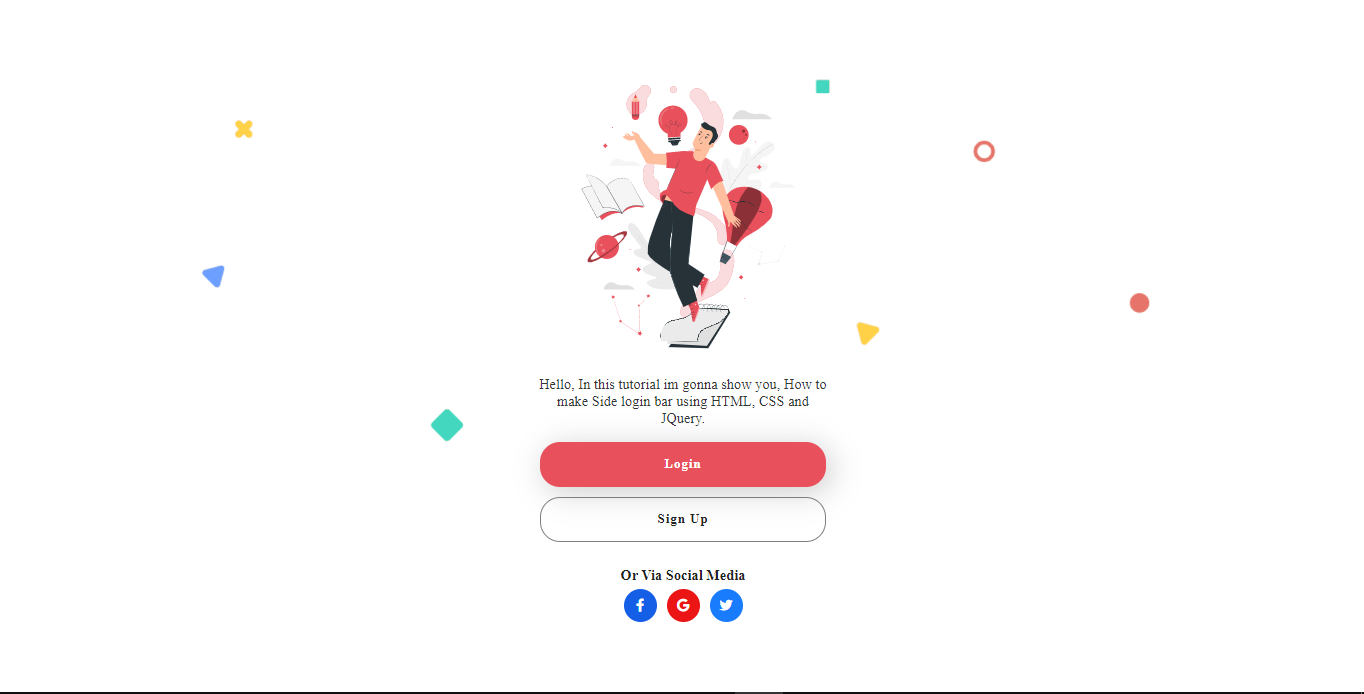 Hello, In this tutorial im gonna show you, How to
make Side login bar using HTML, CSS and
JQuery.
Login
Sign Up
Or Via Social Media